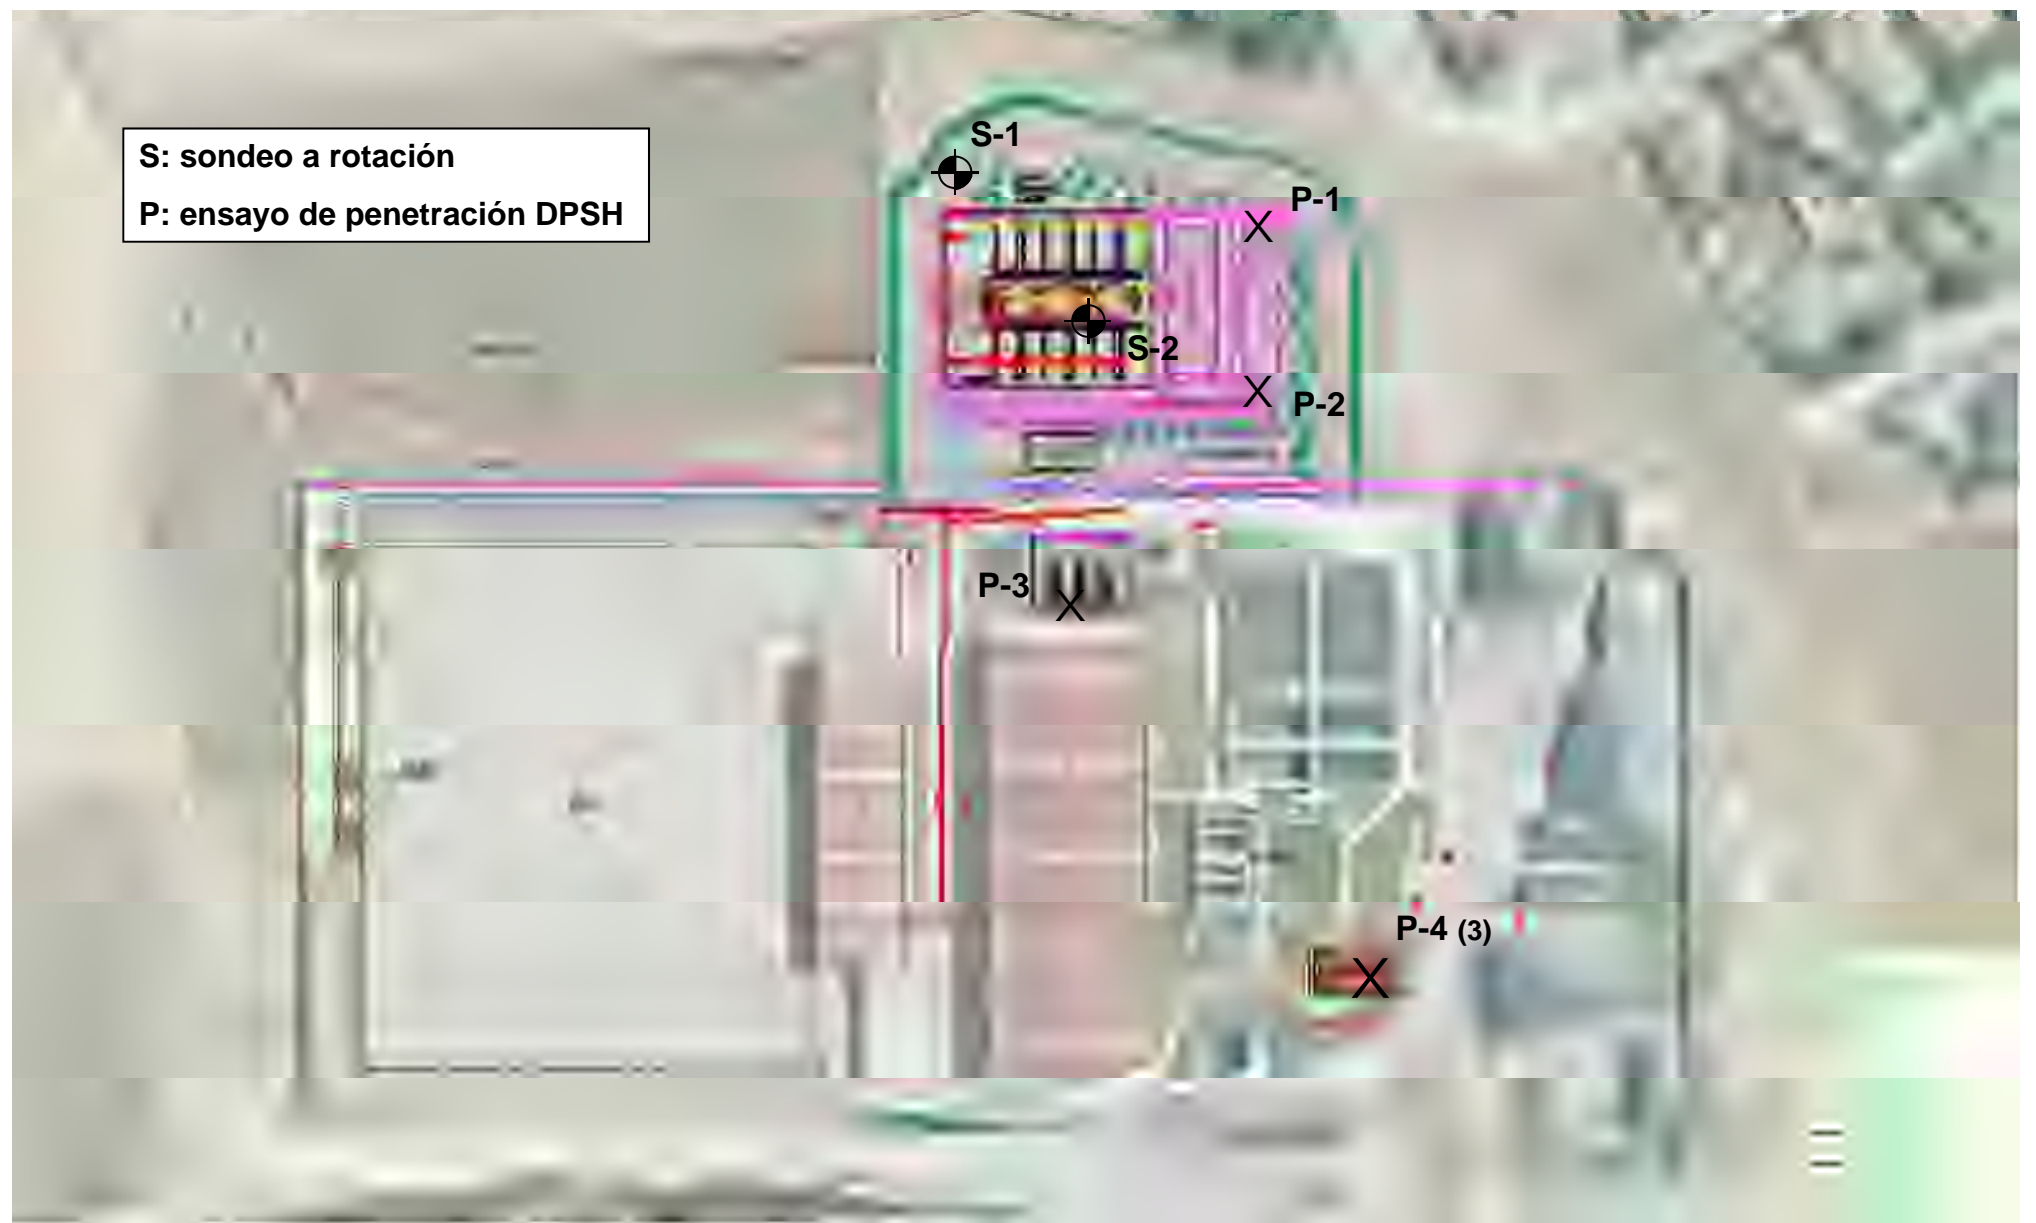 S-1
S: sondeo a rotación
P: ensayo de penetración DPSH
P-1
S-2
P-2
P-3
P-4 (3)